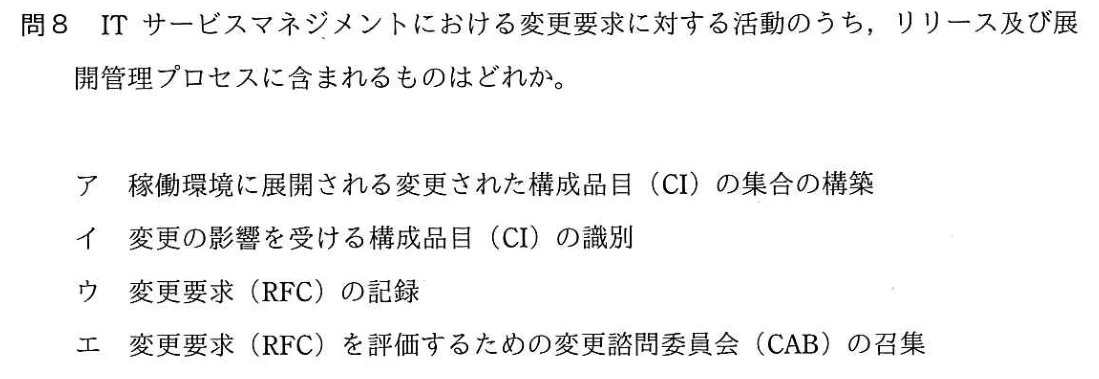 問8 IT サービスマネジメントにおける変更要求に対する活動のうち，リリース及び展
開管理プロセスに含まれるものはどれか。
ア 稼働環境に展開される変更された構成品目（CI）の集合の構築
イ 変更の影響を受ける構成品目（CI）の識別
ウ 変更要求（RFC）の記録
エ 変更要求（RFC）を評価するための変更諮問委員会（CAB）の召集